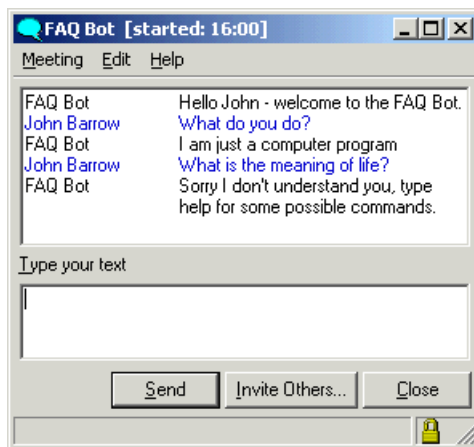 FAQ Bot [started: 16:00]
Meeting Edit Help
FAQ Bot Hello John - welcome to the FAQ Bot.
John Barrow What do you do?
FAQ Bot I am just a computer program
John Barrow What is the meaning of life?
FAQ Bot Sorry I don't understand you, type
help for some possible commands.
Type your text
Send Invite Others... Close